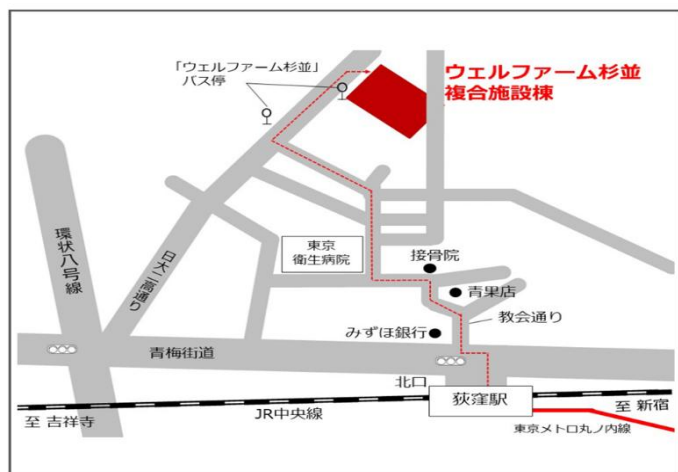 「ウェルファーム杉並」
バス停
ウェルファーム杉並
複合施設棟
環状八号線
日大二高通り
東京
衛生病院
接骨院
青果店
教会通り
みずほ銀行
青梅街道
北口
荻窪駅
JR中央線
至 吉祥寺
至 新宿
東京メトロ丸ノ内線